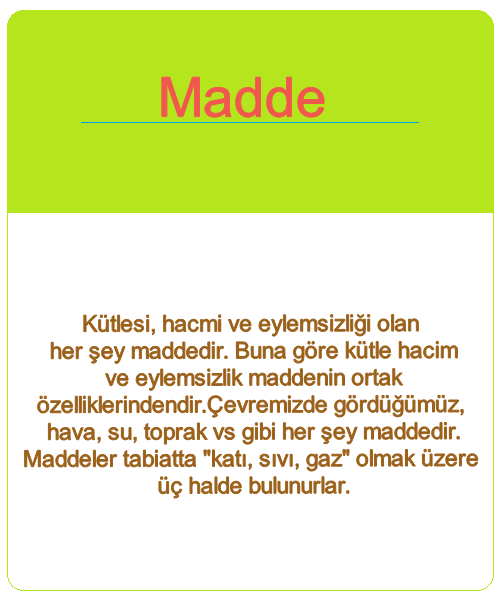 Madde
Kütlesi, hacmi ve eylemsizliği olan
her şey maddedir. Buna göre kütle hacim
ve eylemsizlik maddenin ortak
özelliklerindendir.Çevremizde gördüğümüz,
hava, su, toprak vs gibi her şey maddedir.
Maddeler tabiatta "katı, sıvı, gaz" olmak üzere
üç halde bulunurlar.